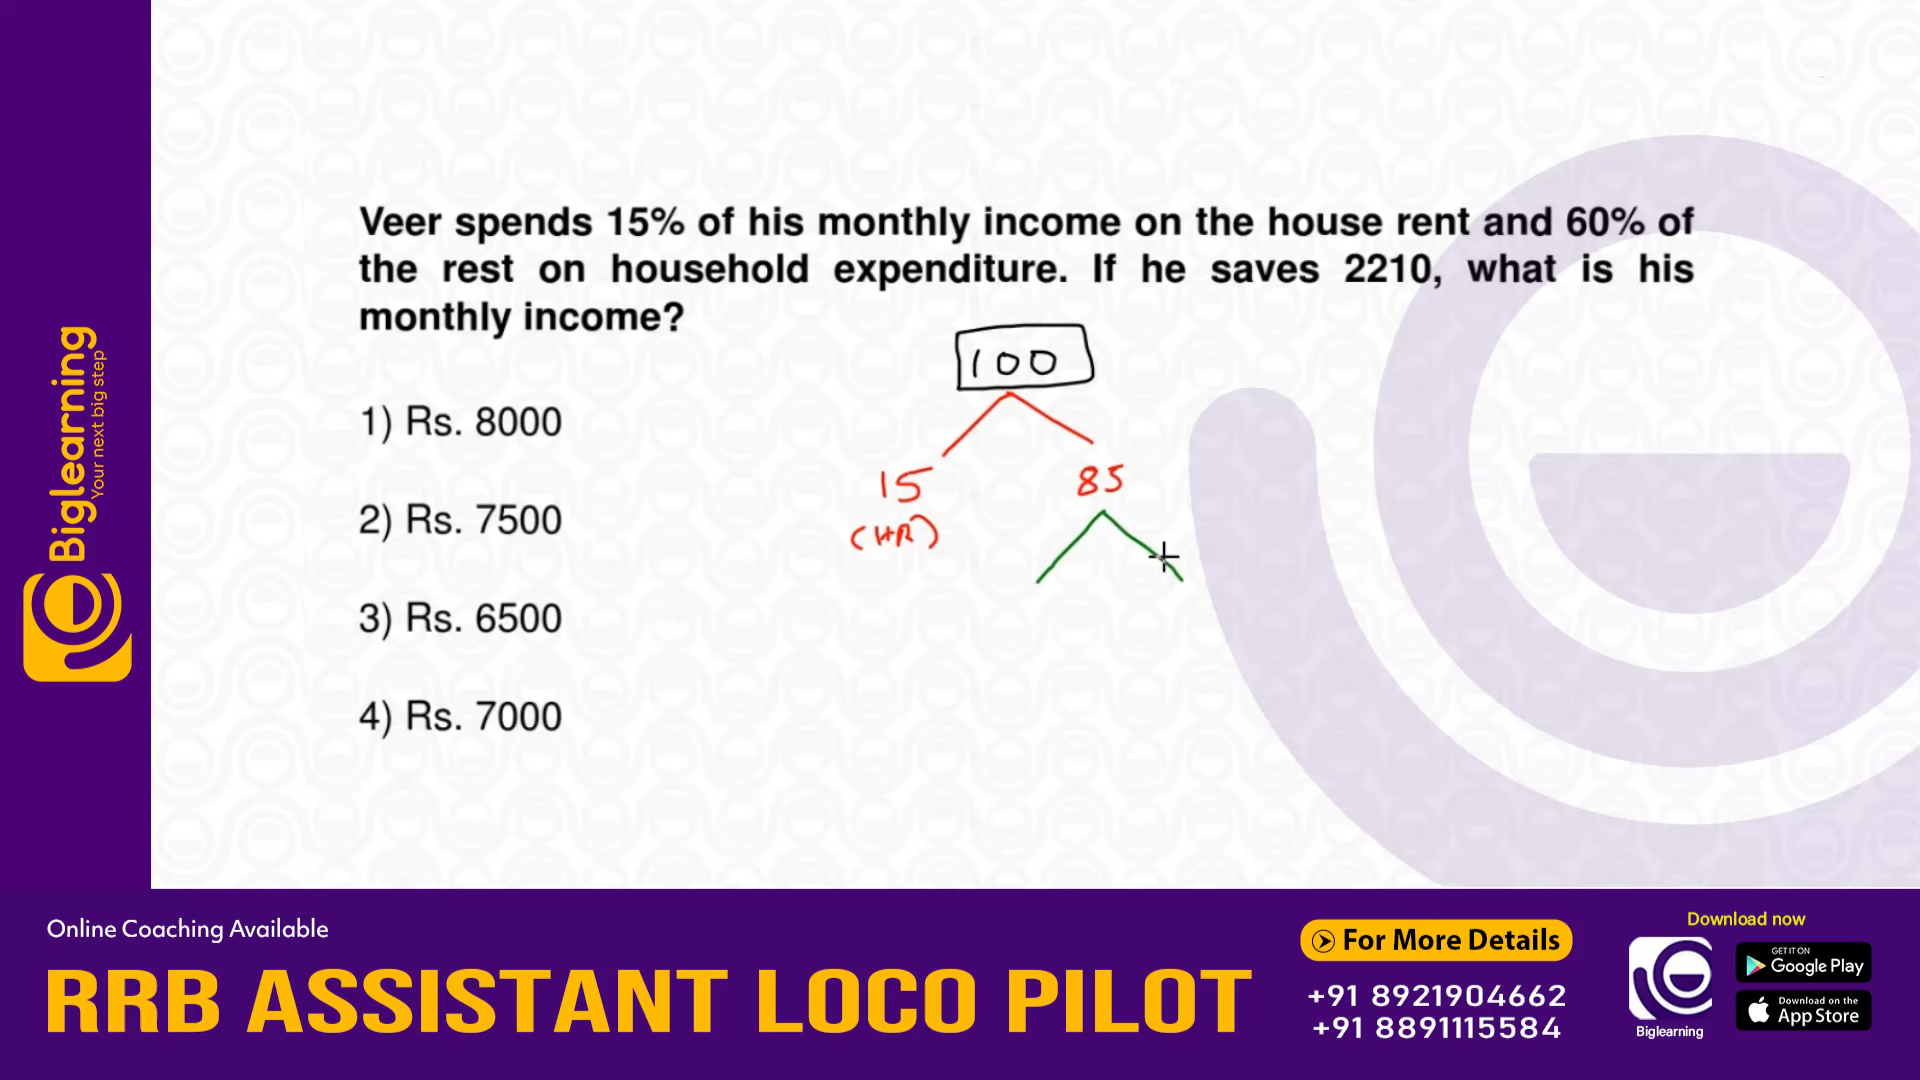 Veer spends 15% of his monthly income on the house rent and 60% of
the rest on household expenditure. If he saves 2210, what is his
monthly income?
100
1) Rs. 8000
15
85
(HR)
2) Rs. 7500
3) Rs. 6500
4) Rs. 7000
Biglearning
Your next big step
Online Coaching Available
RRB ASSISTANT LOCO PILOT
For More Details
+91 8921904662
+91 8891115584
Download now
Biglearning
GET IT ON
Google Play
Download on the
App Store